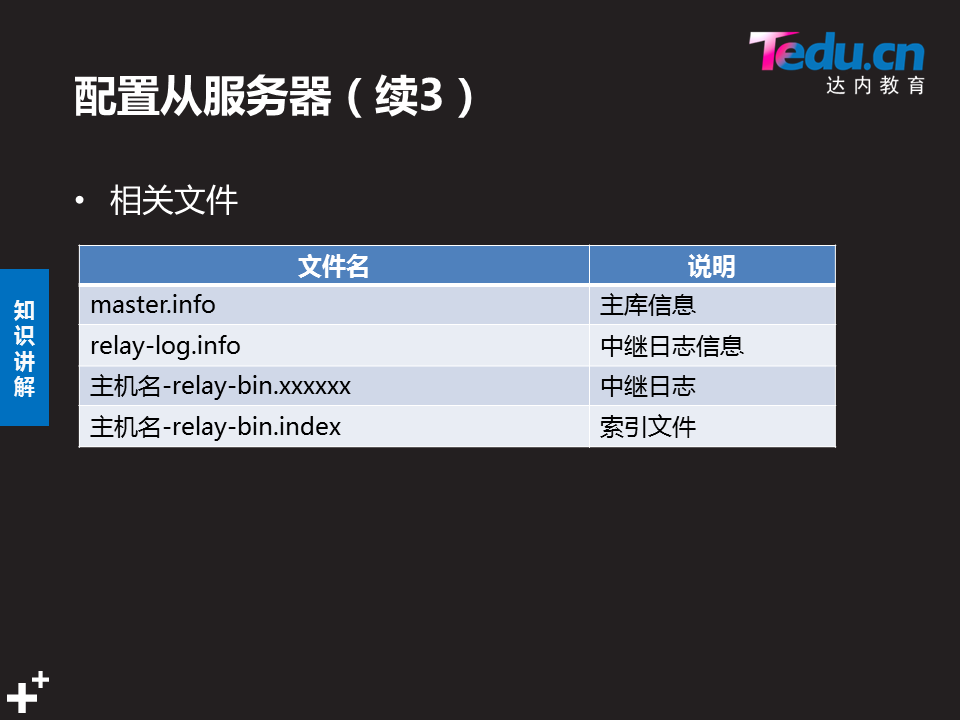 Tedu.cn
达内教育
配置从服务器（续3）
• 相关文件
文件名 说明
master.info 主库信息
relay-log.info 中继日志信息
主机名-relay-bin.xxxxxx 中继日志
主机名-relay-bin.index 索引文件
知识讲解